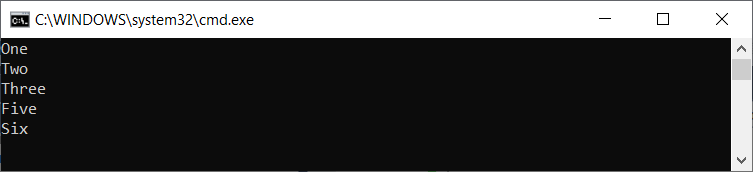 C:\WINDOWS\system32\cmd.exe
One
Two
Three
Five
Six